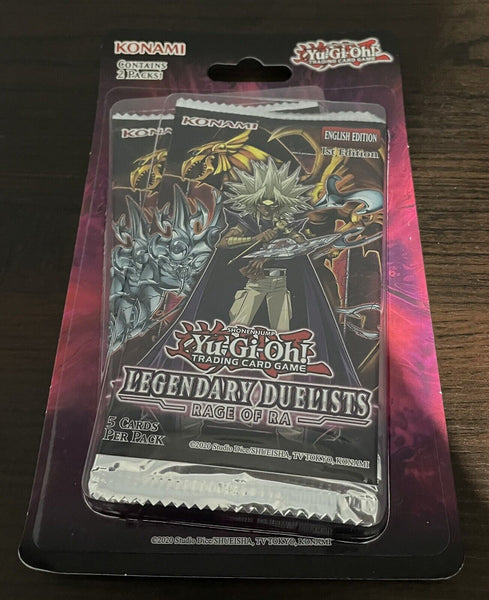 KONAMI
CONTAINS
2 PACKS!
Yu-Gi-Oh!
TRADING CARD GAME
KONAMI
KONAMI
ENGLISH EDITION
1st Edition
SHONEN JUMP
Yu-Gi-Oh!
TRADING CARD GAME
LEGENDARY DUELISTS
RAGE OF RA
5 CARDS
PER PACK
©2020 Studio Dice/SHUEISHA, TV TOKYO, KONAMI
©2020 Studio Dice/SHUEISHA, TV TOKYO, KONAMI